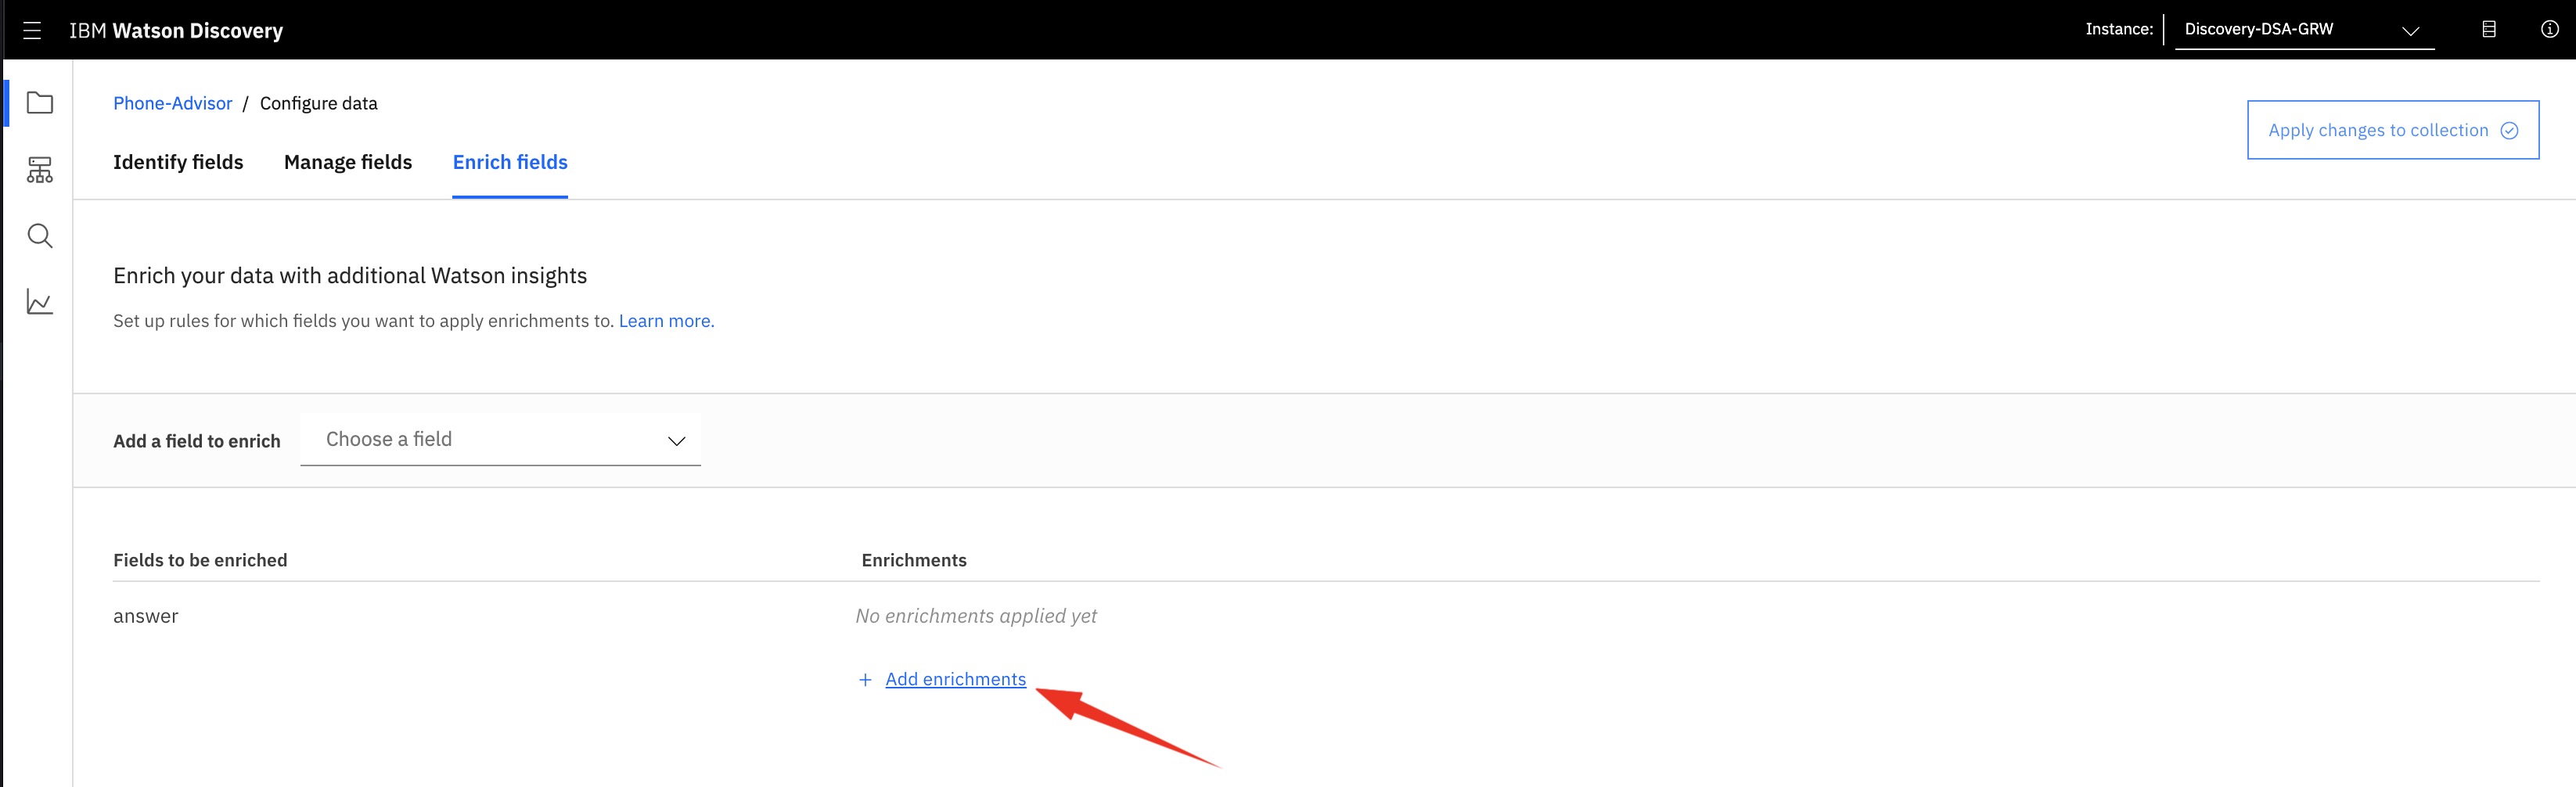 IBM Watson Discovery
Instance: Discovery-DSA-GRW
Phone-Advisor / Configure data
Apply changes to collection
Identify fields Manage fields Enrich fields
Enrich your data with additional Watson insights
Set up rules for which fields you want to apply enrichments to. Learn more.
Add a field to enrich Choose a field
Fields to be enriched Enrichments
answer No enrichments applied yet
+ Add enrichments